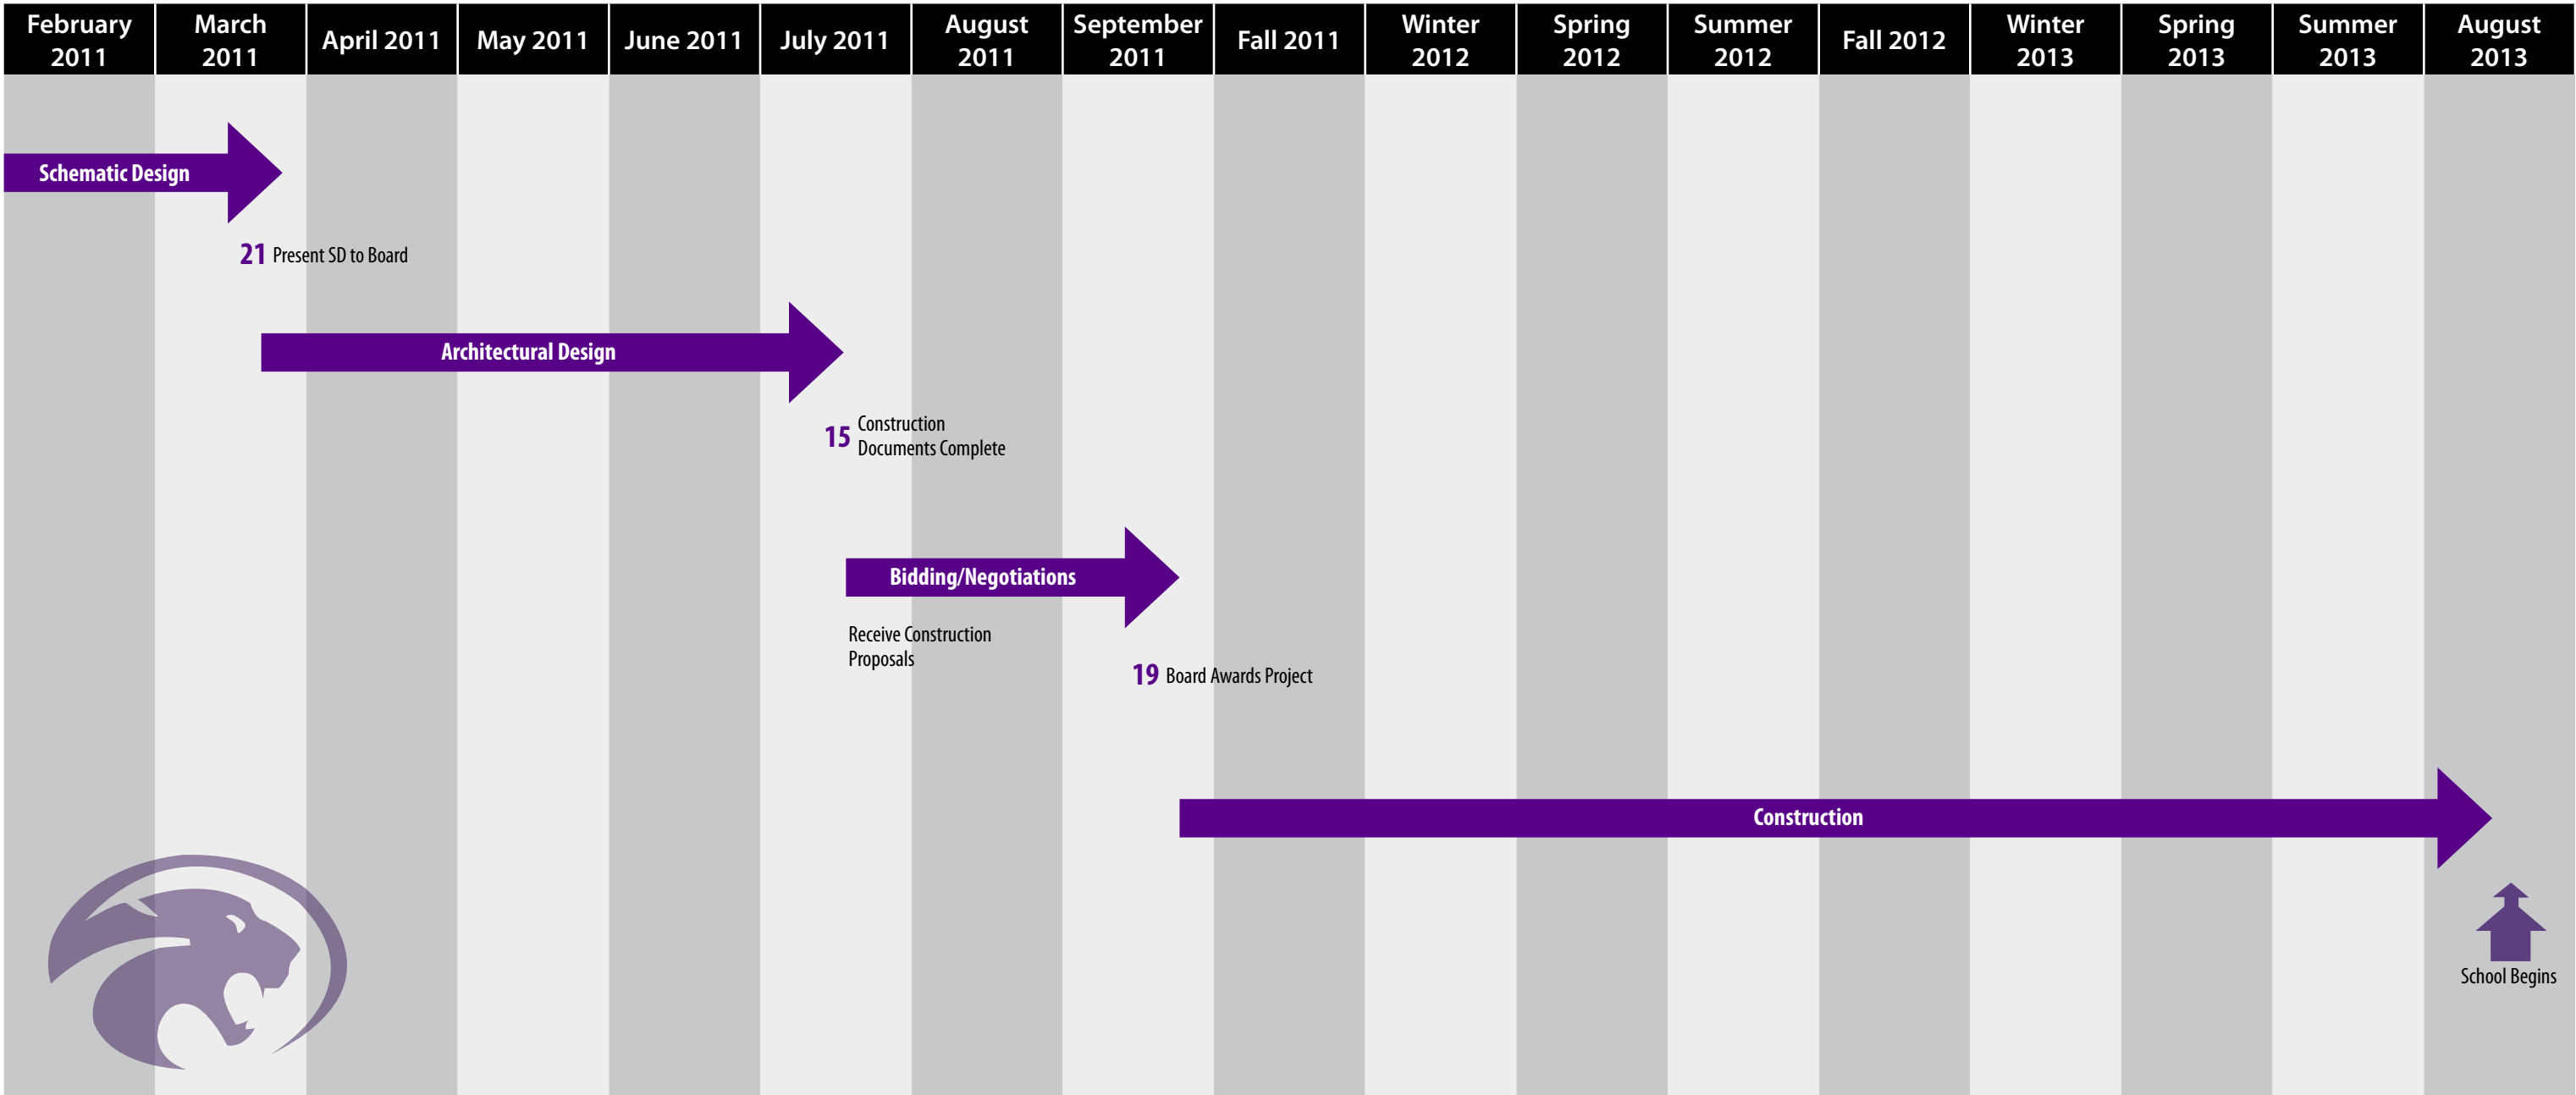 February
2011
March
2011
April 2011
May 2011
June 2011
July 2011
August
2011
September
2011
Fall 2011
Winter
2012
Spring
2012
Summer
2012
Fall 2012
Winter
2013
Spring
2013
Summer
2013
August
2013
Schematic Design
21 Present SD to Board
Architectural Design
15 Construction
Documents Complete
Bidding/Negotiations
Receive Construction
Proposals
19 Board Awards Project
Construction
School Begins